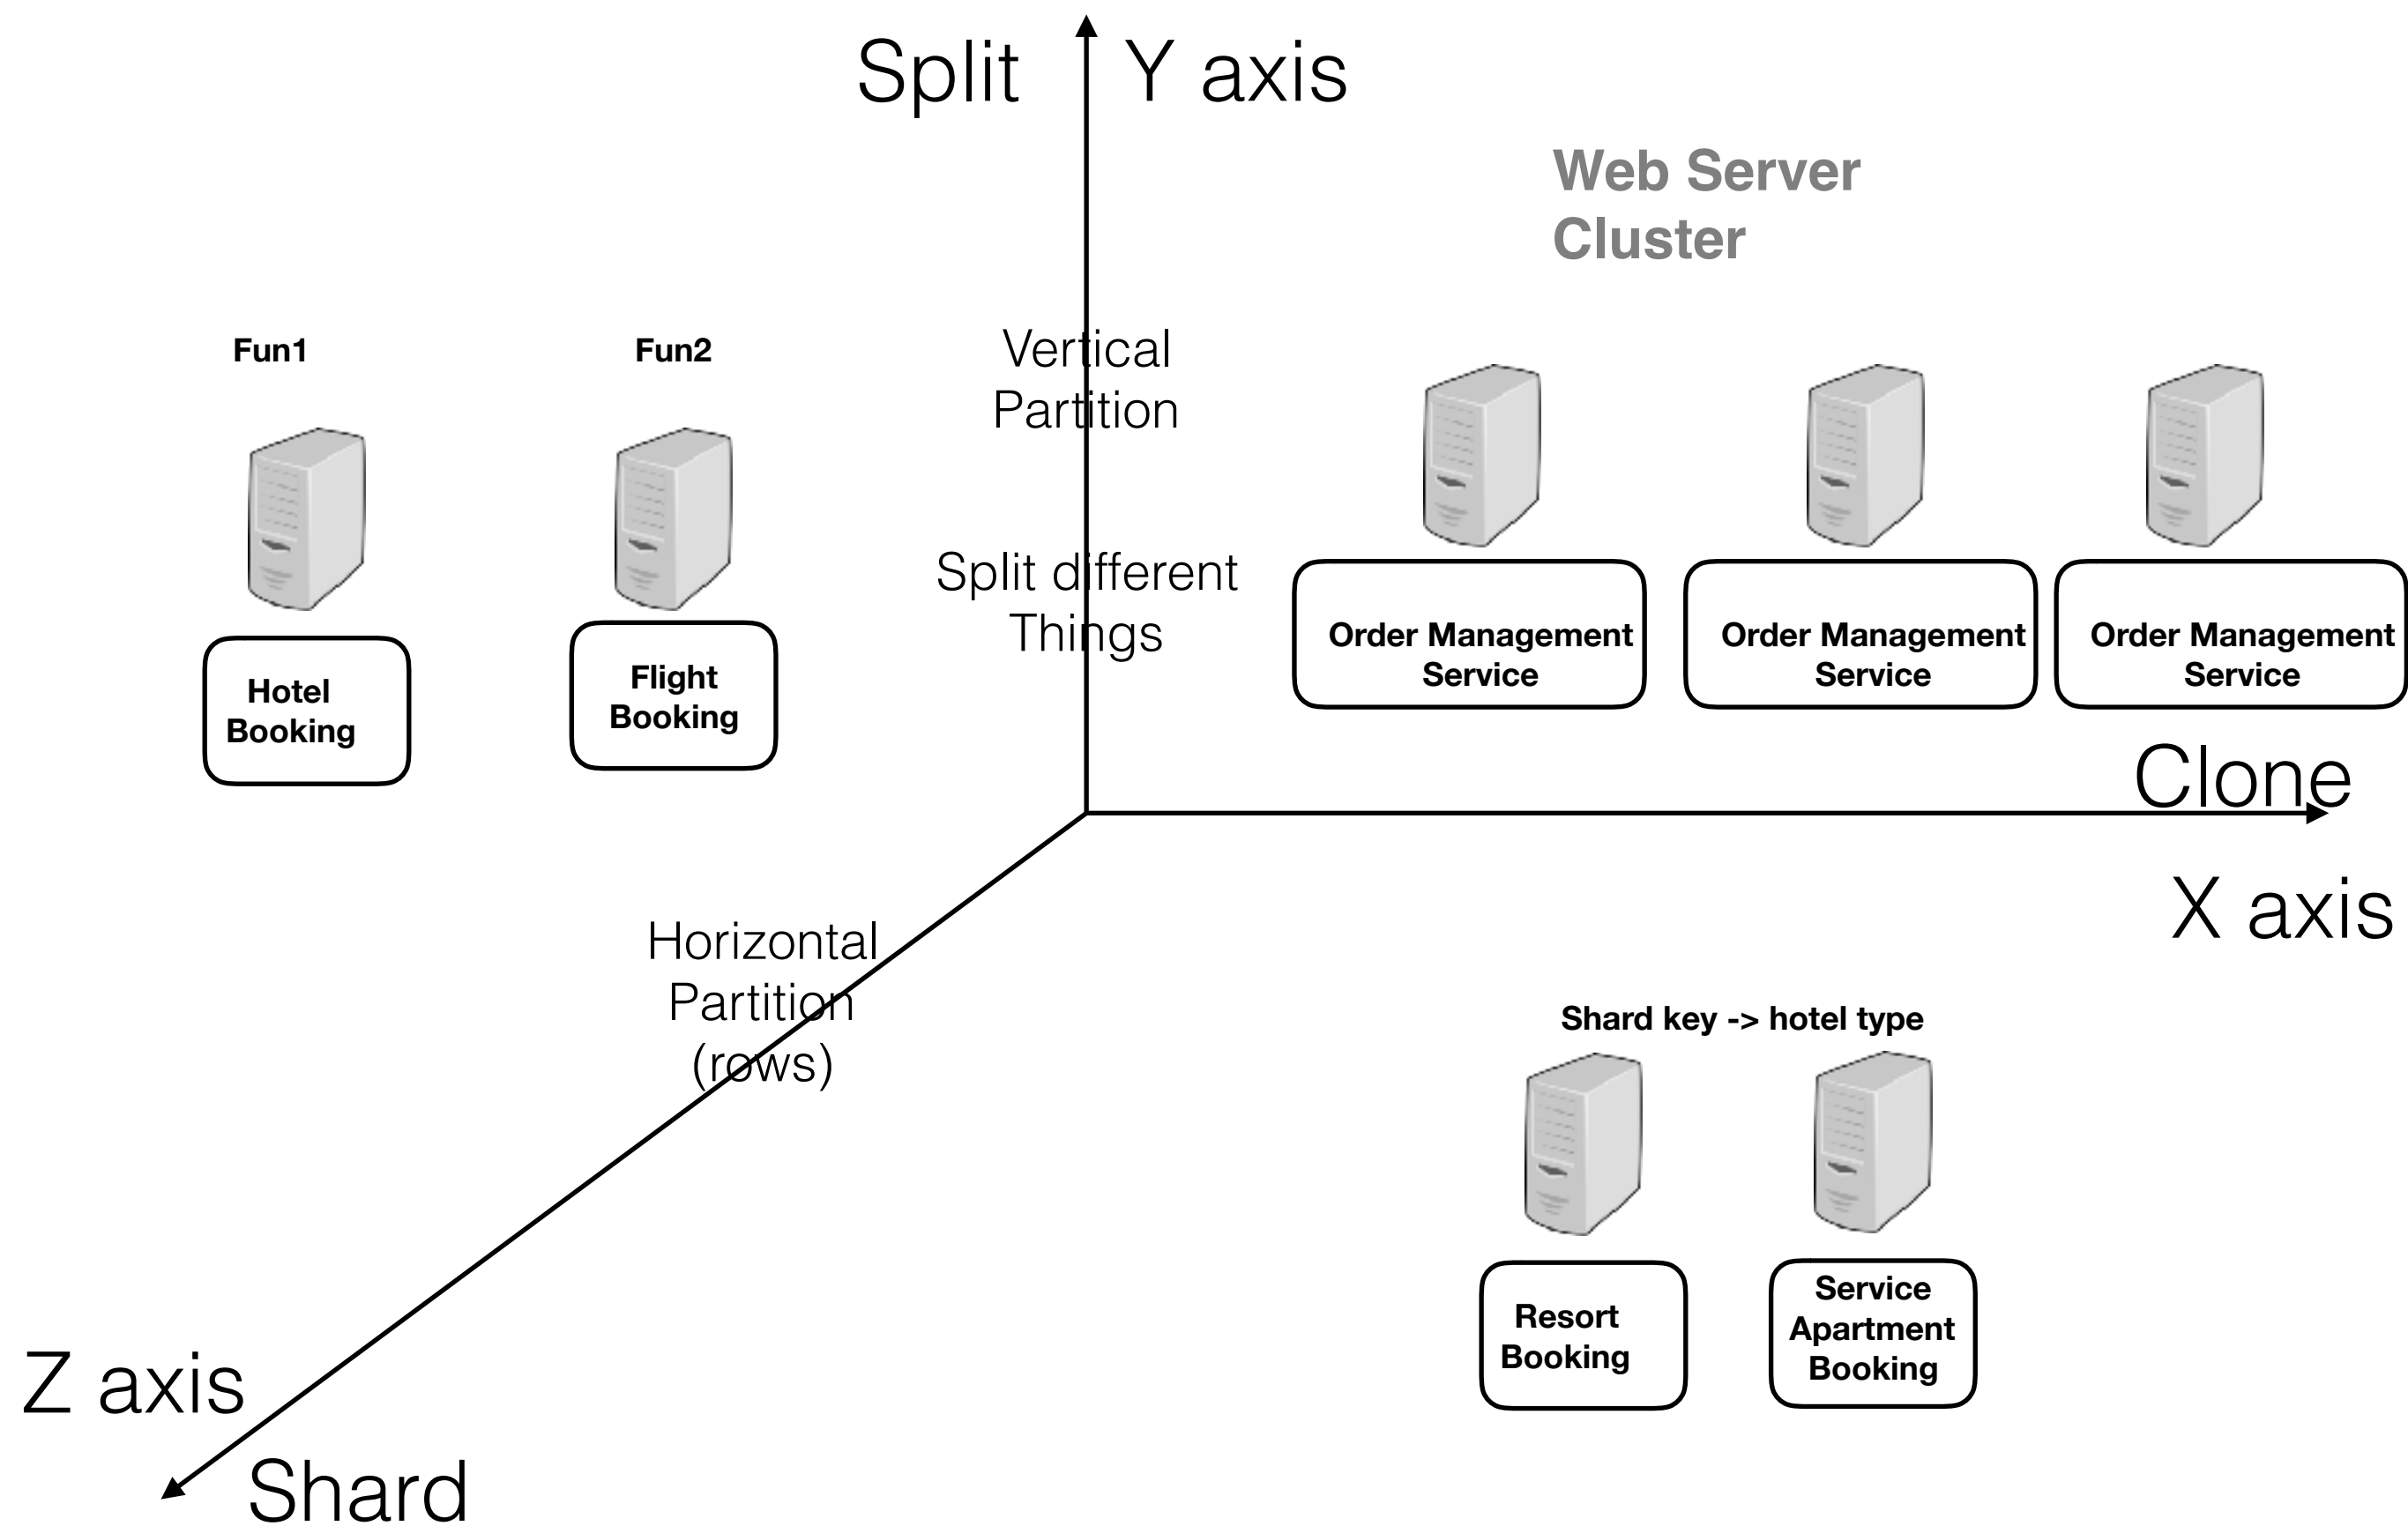 Split
Y axis
Web Server
Cluster
Fun1
Fun2
Vertical
Partition
Hotel
Booking
Flight
Booking
Split different
Things
Order Management
Service
Order Management
Service
Order Management
Service
Clone
X axis
Horizontal
Partition
(rows)
Shard key -> hotel type
Resort
Booking
Service
Apartment
Booking
Z axis
Shard